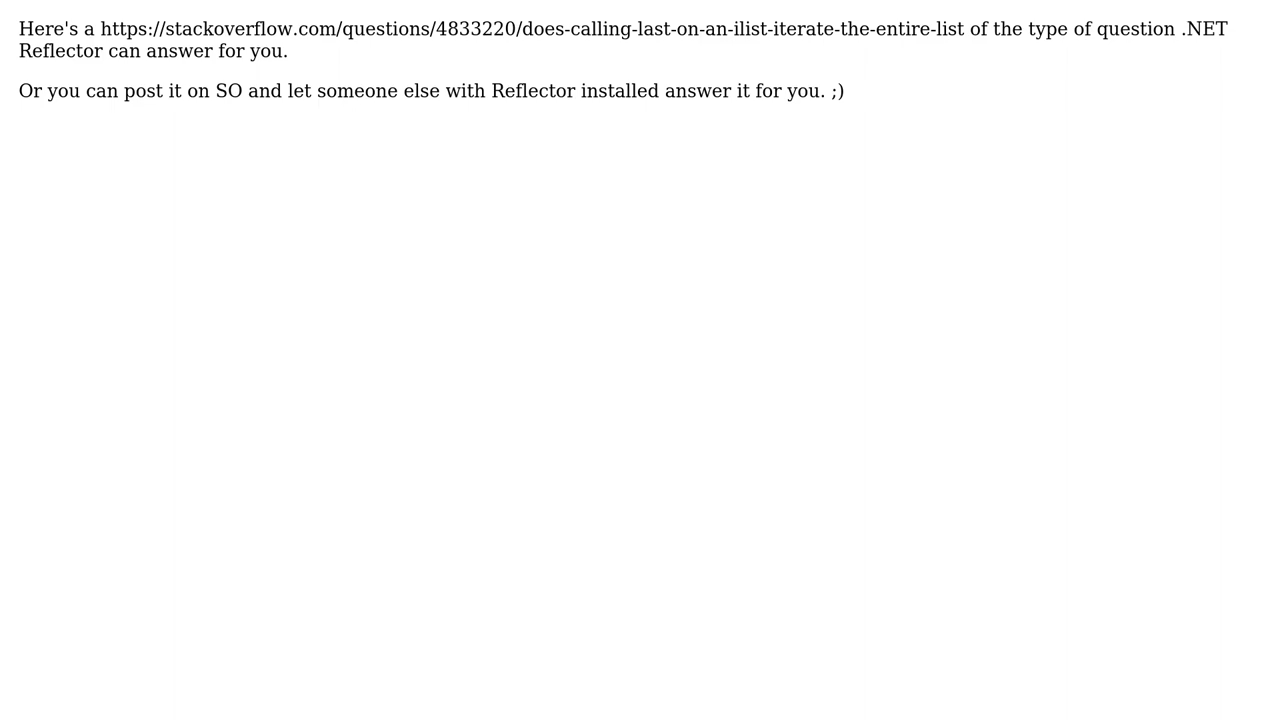 Here's a https://stackoverflow.com/questions/4833220/does-calling-last-on-an-ilist-iterate-the-entire-list of the type of question .NET
Reflector can answer for you.
Or you can post it on SO and let someone else with Reflector installed answer it for you. ;)